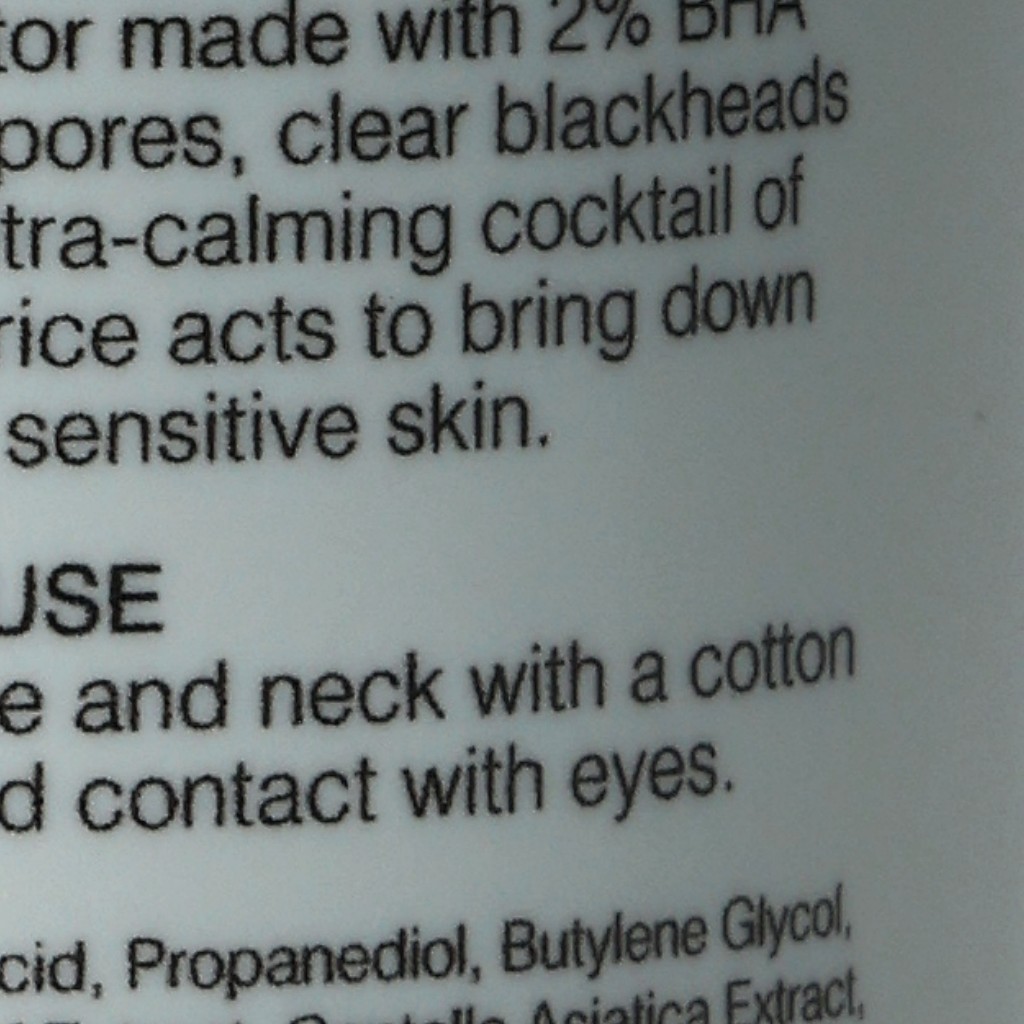 tor made with 2% BHA
pores, clear blackheads
tra-calming cocktail of
rice acts to bring down
sensitive skin.
USE
e and neck with a cotton
d contact with eyes.
cid, Propanediol, Butylene Glycol,
Asiatica Extract,